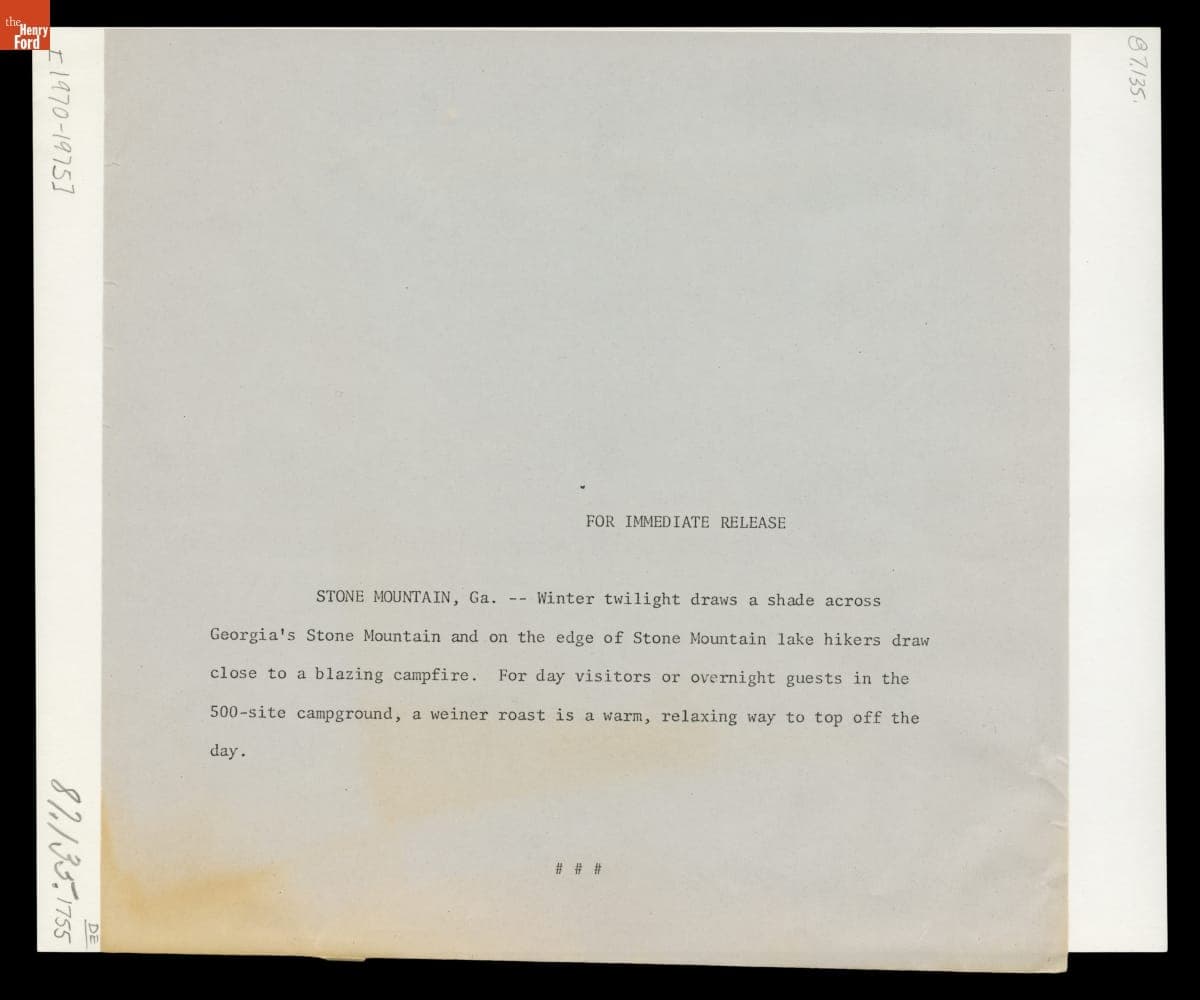 the
Henry
Ford
[1970-1975]
87.135.
FOR IMMEDIATE RELEASE
STONE MOUNTAIN, Ga. -- Winter twilight draws a shade across
Georgia's Stone Mountain and on the edge of Stone Mountain lake hikers draw
close to a blazing campfire. For day visitors or overnight guests in the
500-site campground, a weiner roast is a warm, relaxing way to top off the
day.
# # #
87.135.1755
DE